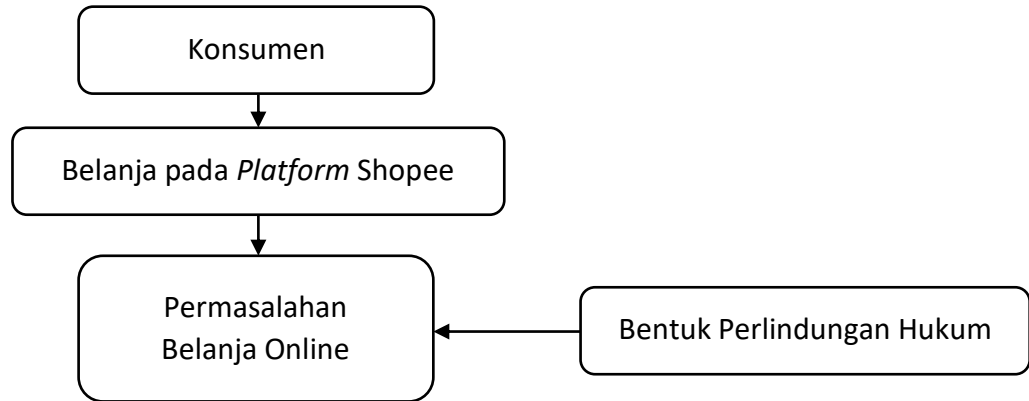 Konsumen
Belanja pada Platform Shopee
Permasalahan
Belanja Online
Bentuk Perlindungan Hukum